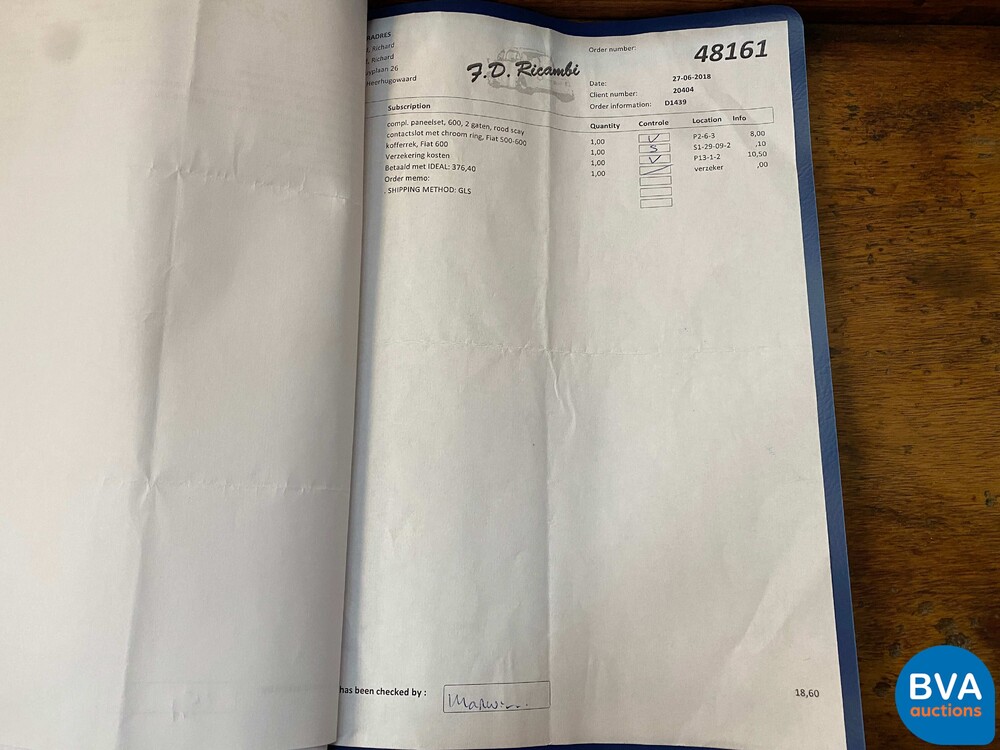 RADRES
Richard
Richard
plaan 26
Heerhugowaard
F.D. Ricambi
Order number: 48161
Date: 27-06-2018
Client number: 20404
Order information: D1439
Subscription Quantity Controle Location Info
compl. paneelset, 600, 2 gaten, rood scay 1,00 V P2-6-3 8,00
contactslot met chroom ring, Fiat 500-600 1,00 S S1-29-09-2 ,10
kofferrek, Fiat 600 1,00 V P13-1-2 10,50
Verzekering kosten 1,00 verzeker ,00
Betaald met IDEAL: 376,40
Order memo:
. SHIPPING METHOD: GLS
has been checked by :
18,60
BVA
auctions